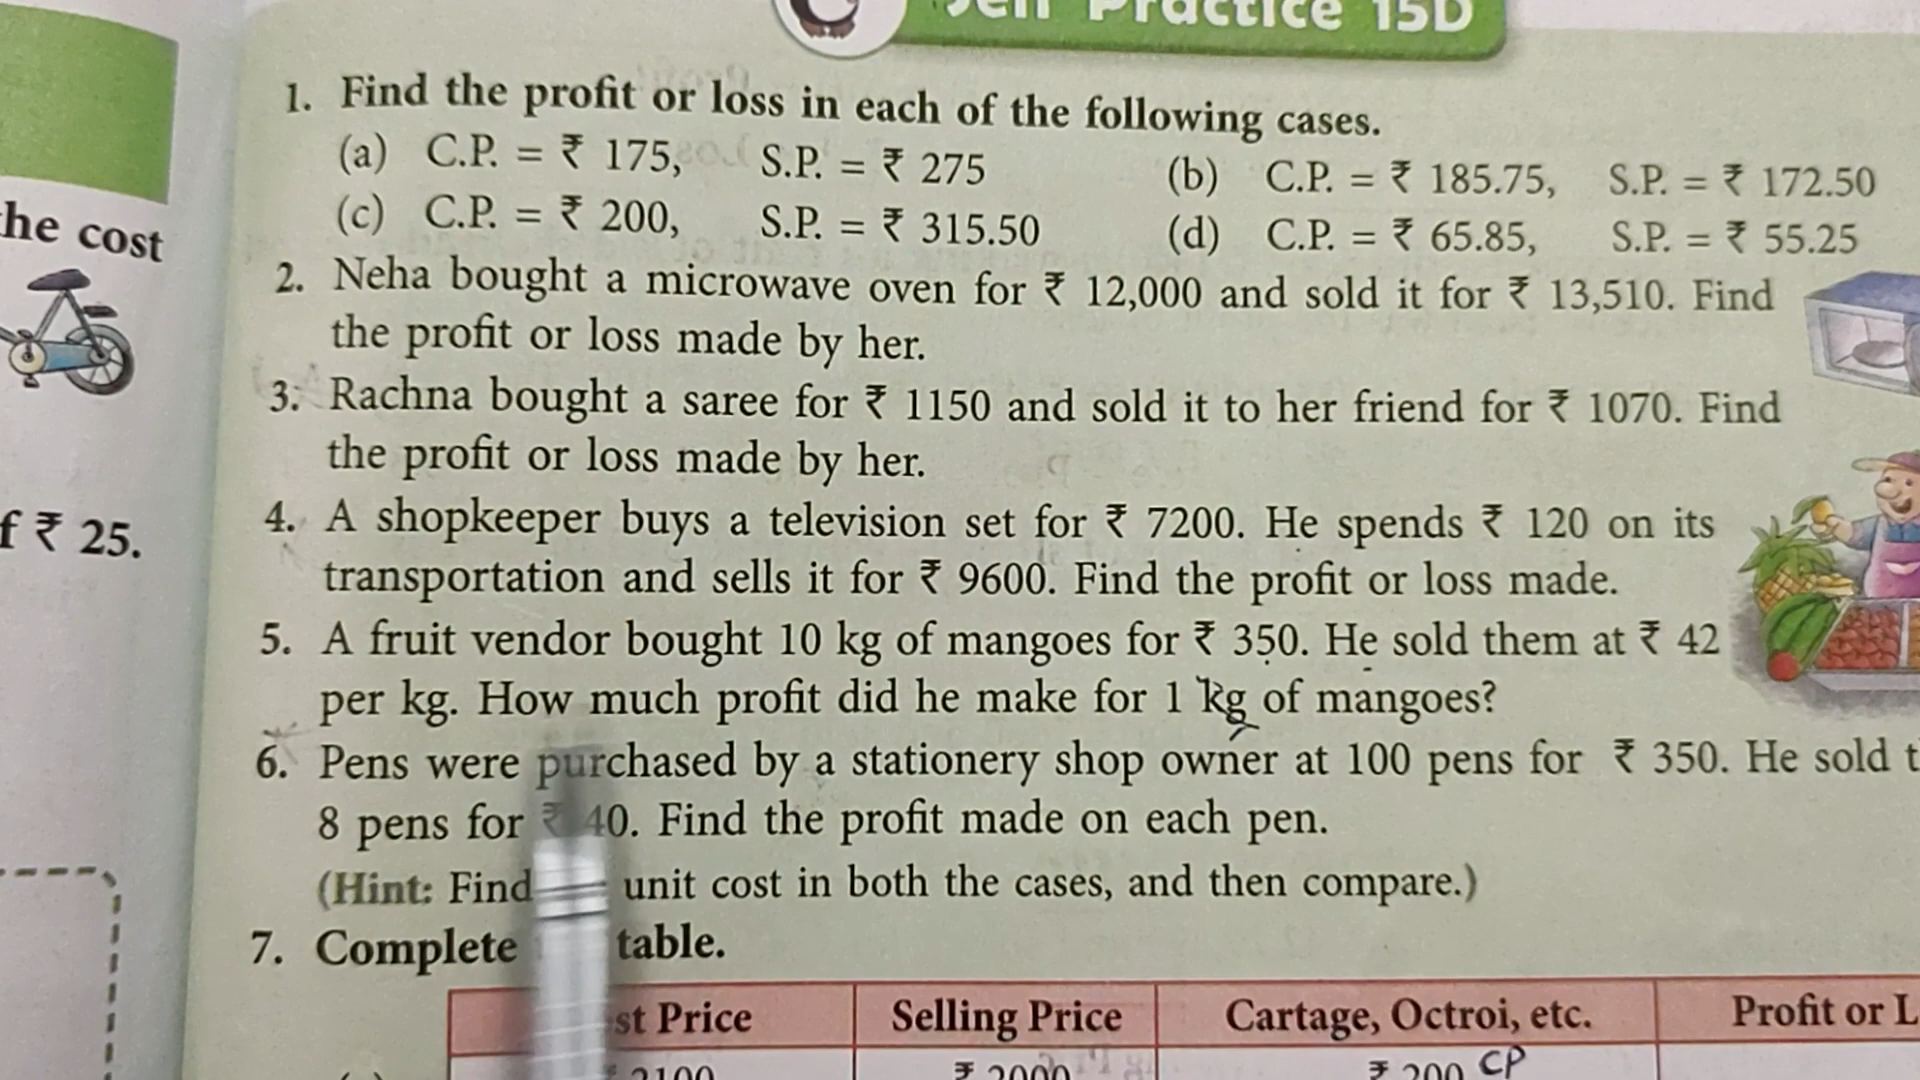 Self Practice 15D
1. Find the profit or loss in each of the following cases.
(a) C.P. = ₹ 175, S.P. = ₹ 275 (b) C.P. = ₹ 185.75, S.P. = ₹ 172.50
(c) C.P. = ₹ 200, S.P. = ₹ 315.50 (d) C.P. = ₹ 65.85, S.P. = ₹ 55.25
he cost
2. Neha bought a microwave oven for ₹ 12,000 and sold it for ₹ 13,510. Find
the profit or loss made by her.
3. Rachna bought a saree for ₹ 1150 and sold it to her friend for ₹ 1070. Find
the profit or loss made by her.
f ₹ 25.
4. A shopkeeper buys a television set for ₹ 7200. He spends ₹ 120 on its
transportation and sells it for ₹ 9600. Find the profit or loss made.
5. A fruit vendor bought 10 kg of mangoes for ₹ 350. He sold them at ₹ 42
per kg. How much profit did he make for 1 kg of mangoes?
6. Pens were purchased by a stationery shop owner at 100 pens for ₹ 350. He sold t
8 pens for ₹ 40. Find the profit made on each pen.
(Hint: Find unit cost in both the cases, and then compare.)
7. Complete table.
st Price Selling Price Cartage, Octroi, etc. Profit or L
2100 ₹ 2000 ₹ 200 CP